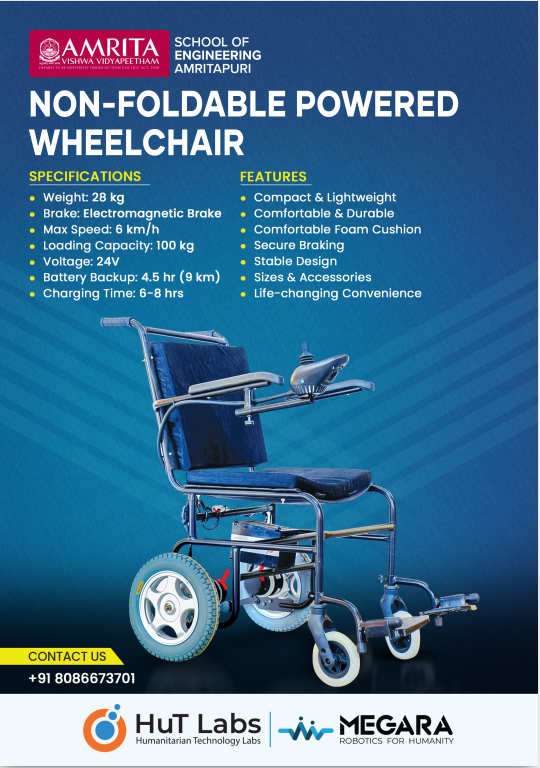 AMRITA
VISHWA VIDYAPEETHAM
SCHOOL OF
ENGINEERING
AMRITAPURI
NON-FOLDABLE POWERED
WHEELCHAIR
SPECIFICATIONS
Weight: 28 kg
Brake: Electromagnetic Brake
Max Speed: 6 km/h
Loading Capacity: 100 kg
Voltage: 24V
Battery Backup: 4.5 hr (9 km)
Charging Time: 6-8 hrs
FEATURES
Compact & Lightweight
Comfortable & Durable
Comfortable Foam Cushion
Secure Braking
Stable Design
Sizes & Accessories
Life-changing Convenience
CONTACT US
+91 8086673701
HuT Labs
Humanitarian Technology Labs
MEGARA
ROBOTICS FOR HUMANITY